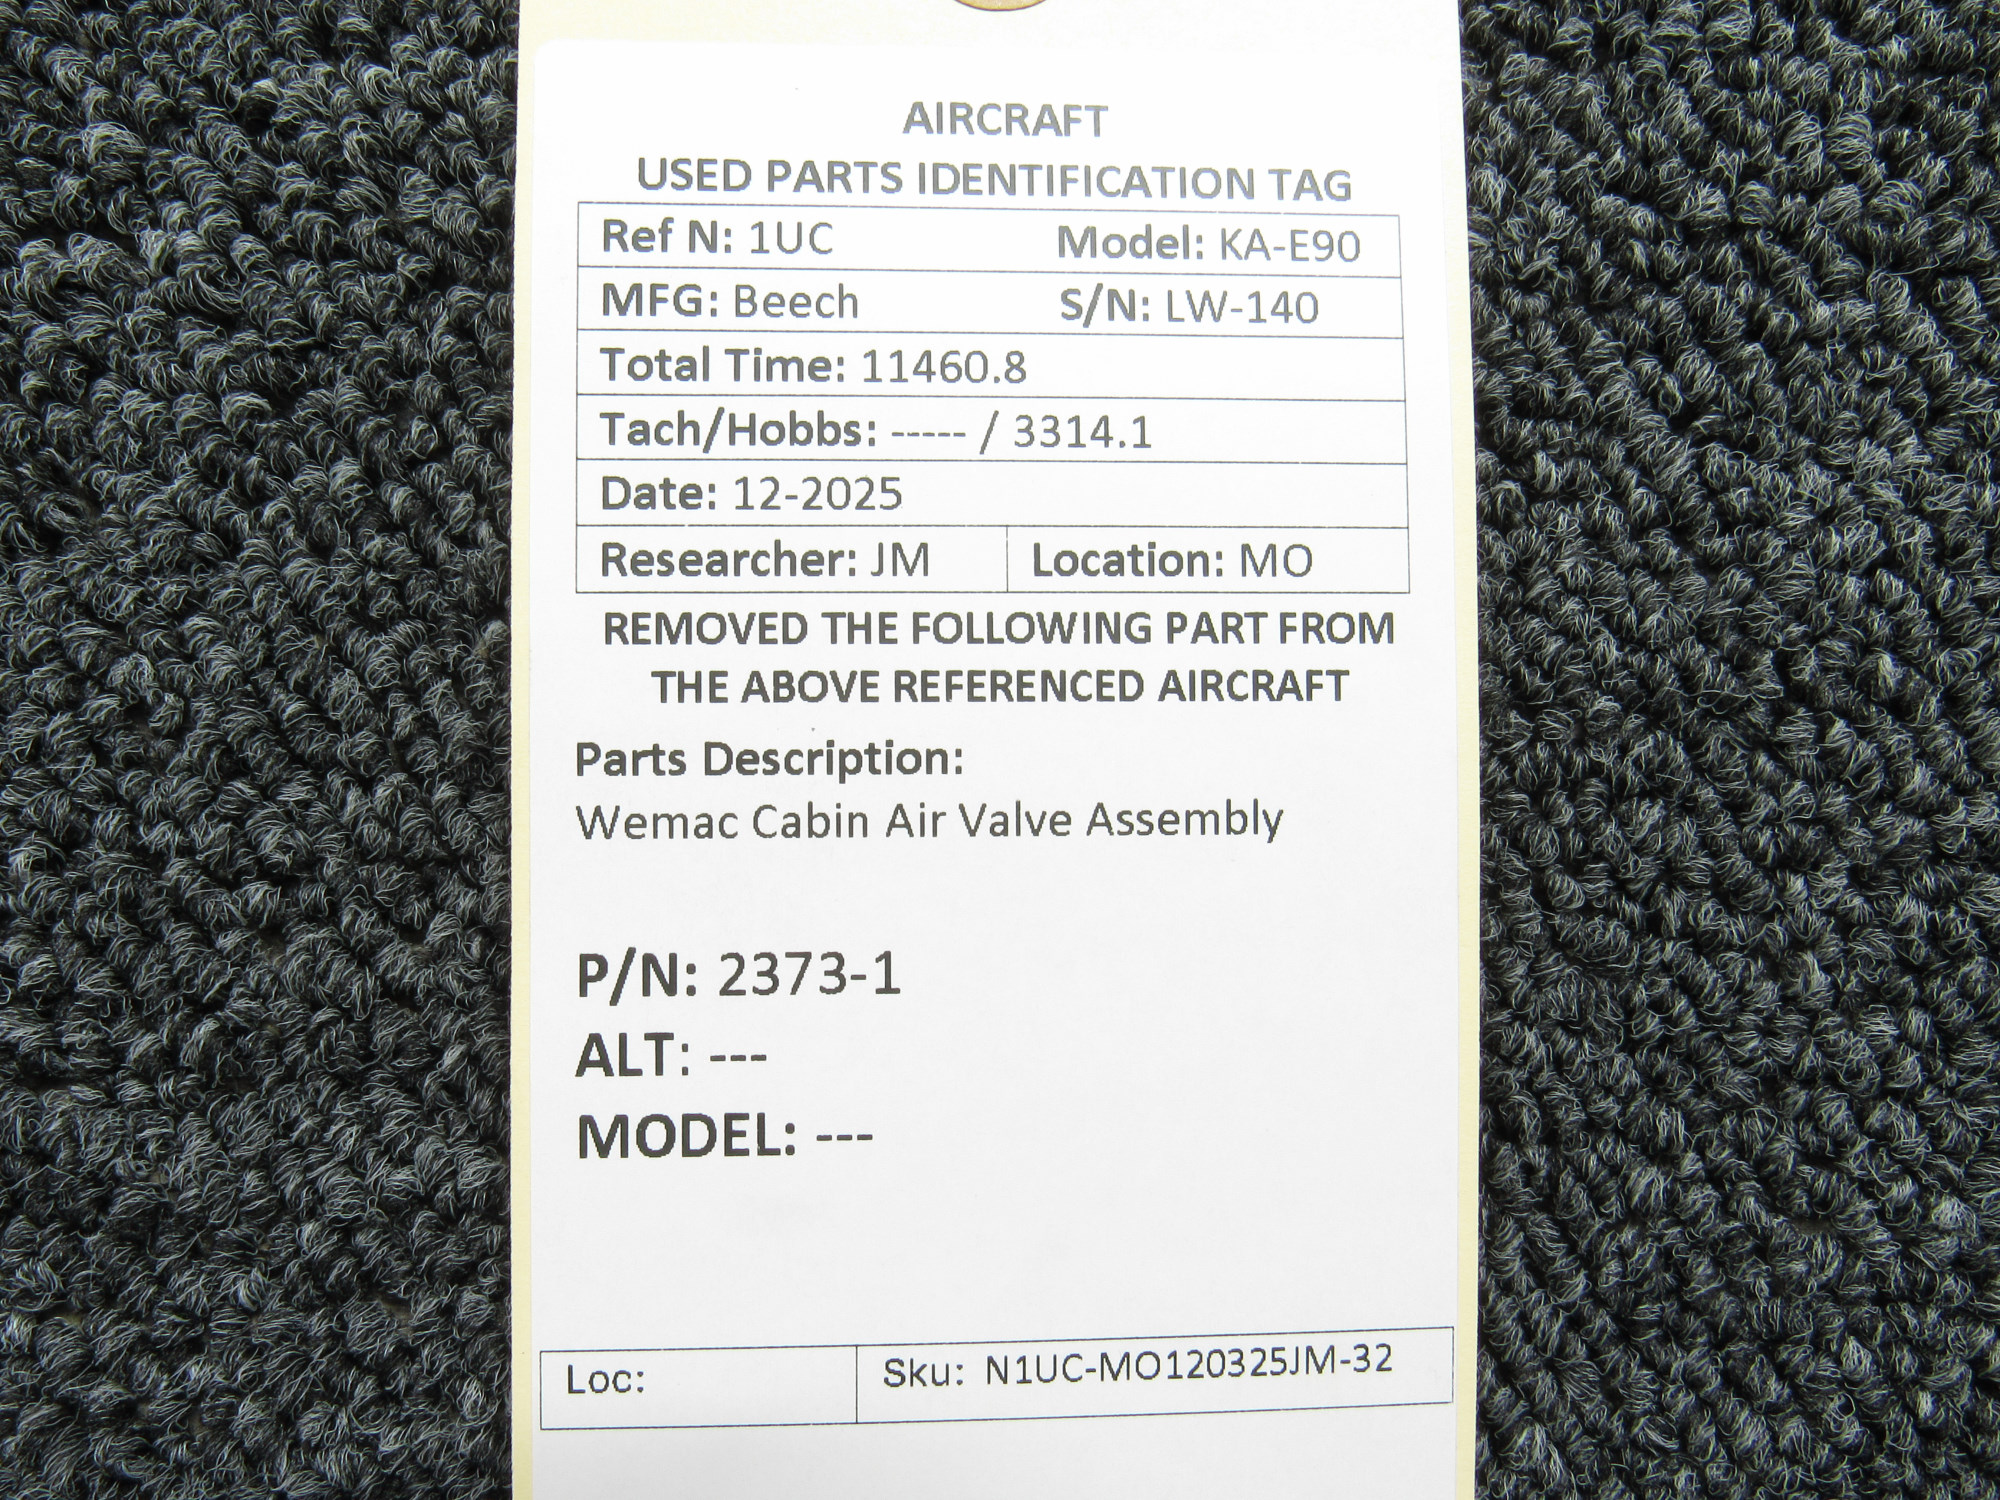 AIRCRAFT
USED PARTS IDENTIFICATION TAG
Ref N: 1UC Model: KA-E90
MFG: Beech S/N: LW-140
Total Time: 11460.8
Tach/Hobbs: ----- / 3314.1
Date: 12-2025
Researcher: JM Location: MO
REMOVED THE FOLLOWING PART FROM
THE ABOVE REFERENCED AIRCRAFT
Parts Description:
Wemac Cabin Air Valve Assembly
P/N: 2373-1
ALT: ---
MODEL: ---
Loc: Sku: N1UC-MO120325JM-32